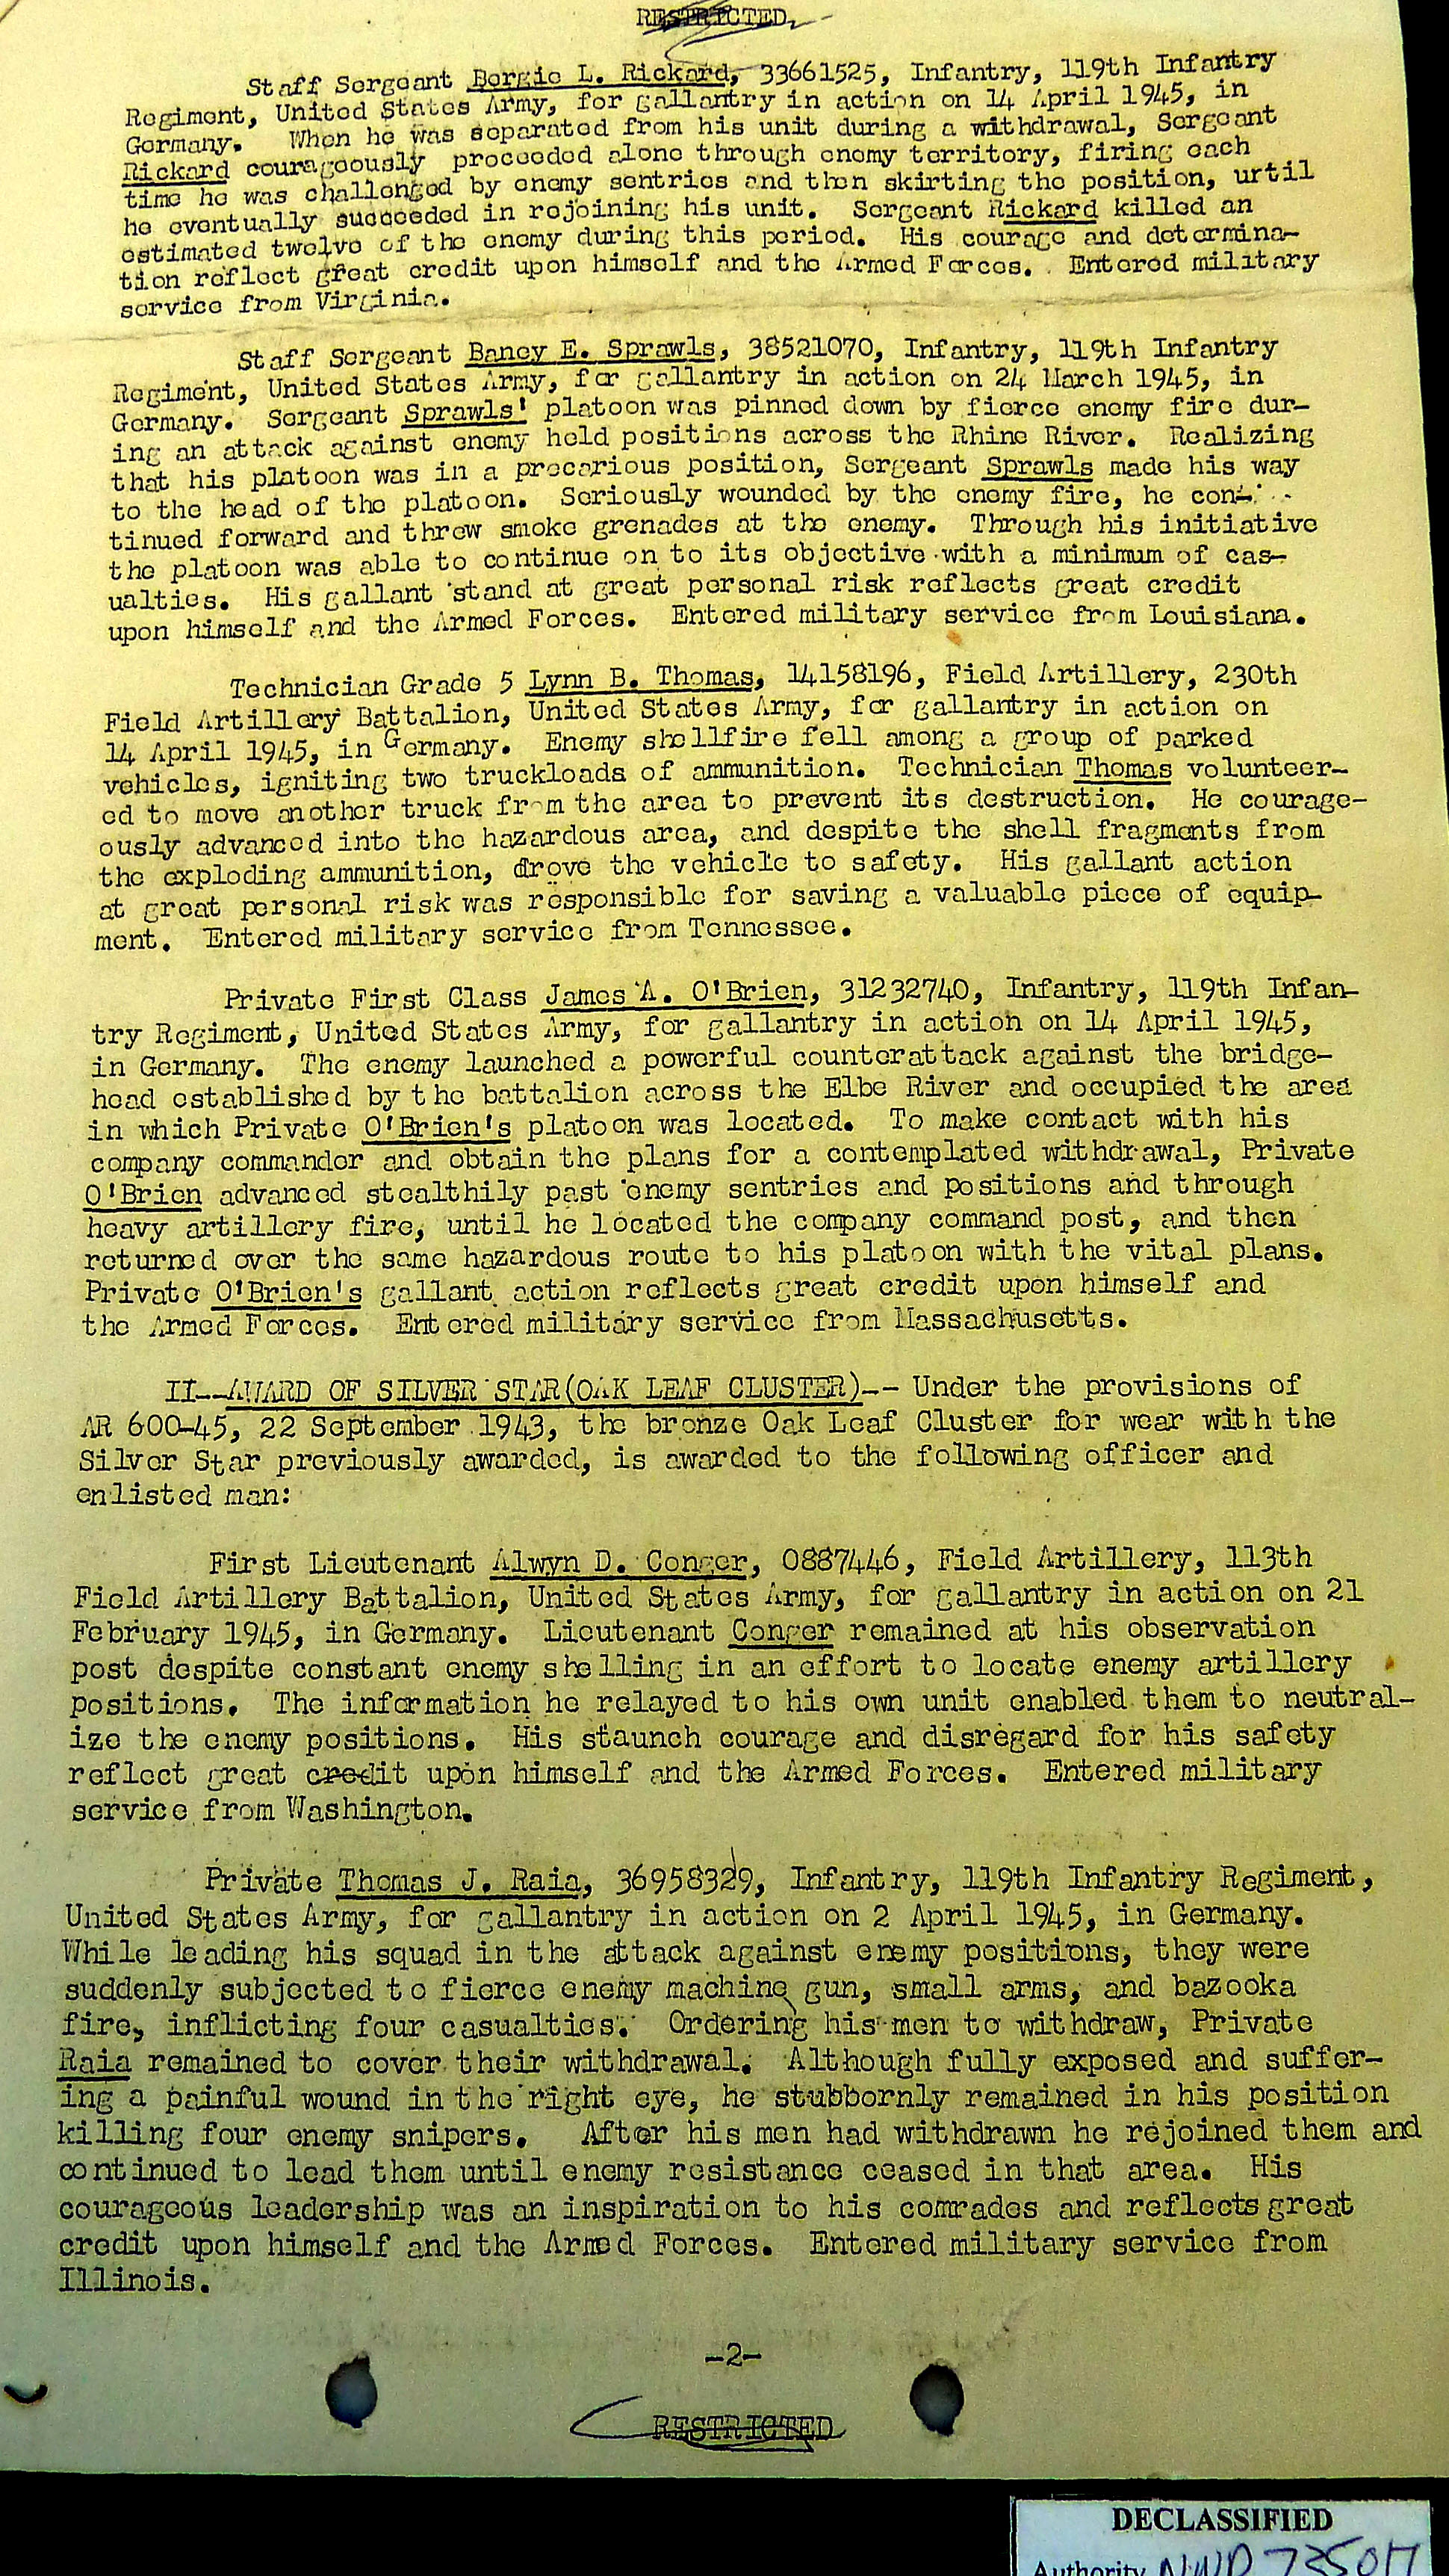 RESTRICTED
Staff Sergeant Bergie L. Rickard, 33661525, Infantry, 119th Infantry
Regiment, United States Army, for gallantry in action on 14 April 1945, in
Germany. When he was separated from his unit during a withdrawal, Sergeant
Rickard courageously proceeded alone through enemy territory, firing each
time he was challenged by enemy sentries and then skirting the position, urtil
he eventually succeeded in rejoining his unit. Sergeant Rickard killed an
estimated twelve of the enemy during this period. His courage and determina-
tion reflect great credit upon himself and the Armed Forces. Entered military
service from Virginia.
Staff Sergeant Baney E. Sprawls, 38521070, Infantry, 119th Infantry
Regiment, United States Army, for gallantry in action on 24 March 1945, in
Germany. Sergeant Sprawls' platoon was pinned down by fierce enemy fire dur-
ing an attack against enemy held positions across the Rhine River. Realizing
that his platoon was in a precarious position, Sergeant Sprawls made his way
to the head of the platoon. Seriously wounded by the enemy fire, he con-
tinued forward and threw smoke grenades at the enemy. Through his initiative
the platoon was able to continue on to its objective with a minimum of cas-
ualties. His gallant stand at great personal risk reflects great credit
upon himself and the Armed Forces. Entered military service from Louisiana.
Technician Grade 5 Lynn B. Thomas, 14158196, Field Artillery, 230th
Field Artillery Battalion, United States Army, for gallantry in action on
14 April 1945, in Germany. Enemy shellfire fell among a group of parked
vehicles, igniting two truckloads of ammunition. Technician Thomas volunteer-
ed to move another truck from the area to prevent its destruction. He courage-
ously advanced into the hazardous area, and despite the shell fragments from
the exploding ammunition, drove the vehicle to safety. His gallant action
at great personal risk was responsible for saving a valuable piece of equip-
ment. Entered military service from Tennessee.
Private First Class James A. O'Brien, 31232740, Infantry, 119th Infan-
try Regiment, United States Army, for gallantry in action on 14 April 1945,
in Germany. The enemy launched a powerful counterattack against the bridge-
head established by the battalion across the Elbe River and occupied the area
in which Private O'Brien's platoon was located. To make contact with his
company commander and obtain the plans for a contemplated withdrawal, Private
O'Brien advanced stealthily past enemy sentries and positions and through
heavy artillery fire, until he located the company command post, and then
returned over the same hazardous route to his platoon with the vital plans.
Private O'Brien's gallant action reflects great credit upon himself and
the Armed Forces. Entered military service from Massachusetts.
II--AWARD OF SILVER STAR(OAK LEAF CLUSTER)-- Under the provisions of
AR 600-45, 22 September 1943, the bronze Oak Leaf Cluster for wear with the
Silver Star previously awarded, is awarded to the following officer and
enlisted man:
First Lieutenant Alwyn D. Conger, 0887446, Field Artillery, 113th
Field Artillery Battalion, United States Army, for gallantry in action on 21
February 1945, in Germany. Lieutenant Conger remained at his observation
post despite constant enemy shelling in an effort to locate enemy artillery
positions. The information he relayed to his own unit enabled them to neutral-
ize the enemy positions. His staunch courage and disregard for his safety
reflect great credit upon himself and the Armed Forces. Entered military
service from Washington.
Private Thomas J. Raia, 36958329, Infantry, 119th Infantry Regiment,
United States Army, for gallantry in action on 2 April 1945, in Germany.
While leading his squad in the attack against enemy positions, they were
suddenly subjected to fierce enemy machine gun, small arms, and bazooka
fire, inflicting four casualties. Ordering his men to withdraw, Private
Raia remained to cover their withdrawal. Although fully exposed and suffer-
ing a painful wound in the right eye, he stubbornly remained in his position
killing four enemy snipers. After his men had withdrawn he rejoined them and
continued to lead them until enemy resistance ceased in that area. His
courageous leadership was an inspiration to his comrades and reflects great
credit upon himself and the Armed Forces. Entered military service from
Illinois.
-2-
RESTRICTED
DECLASSIFIED
Authority NND 735017